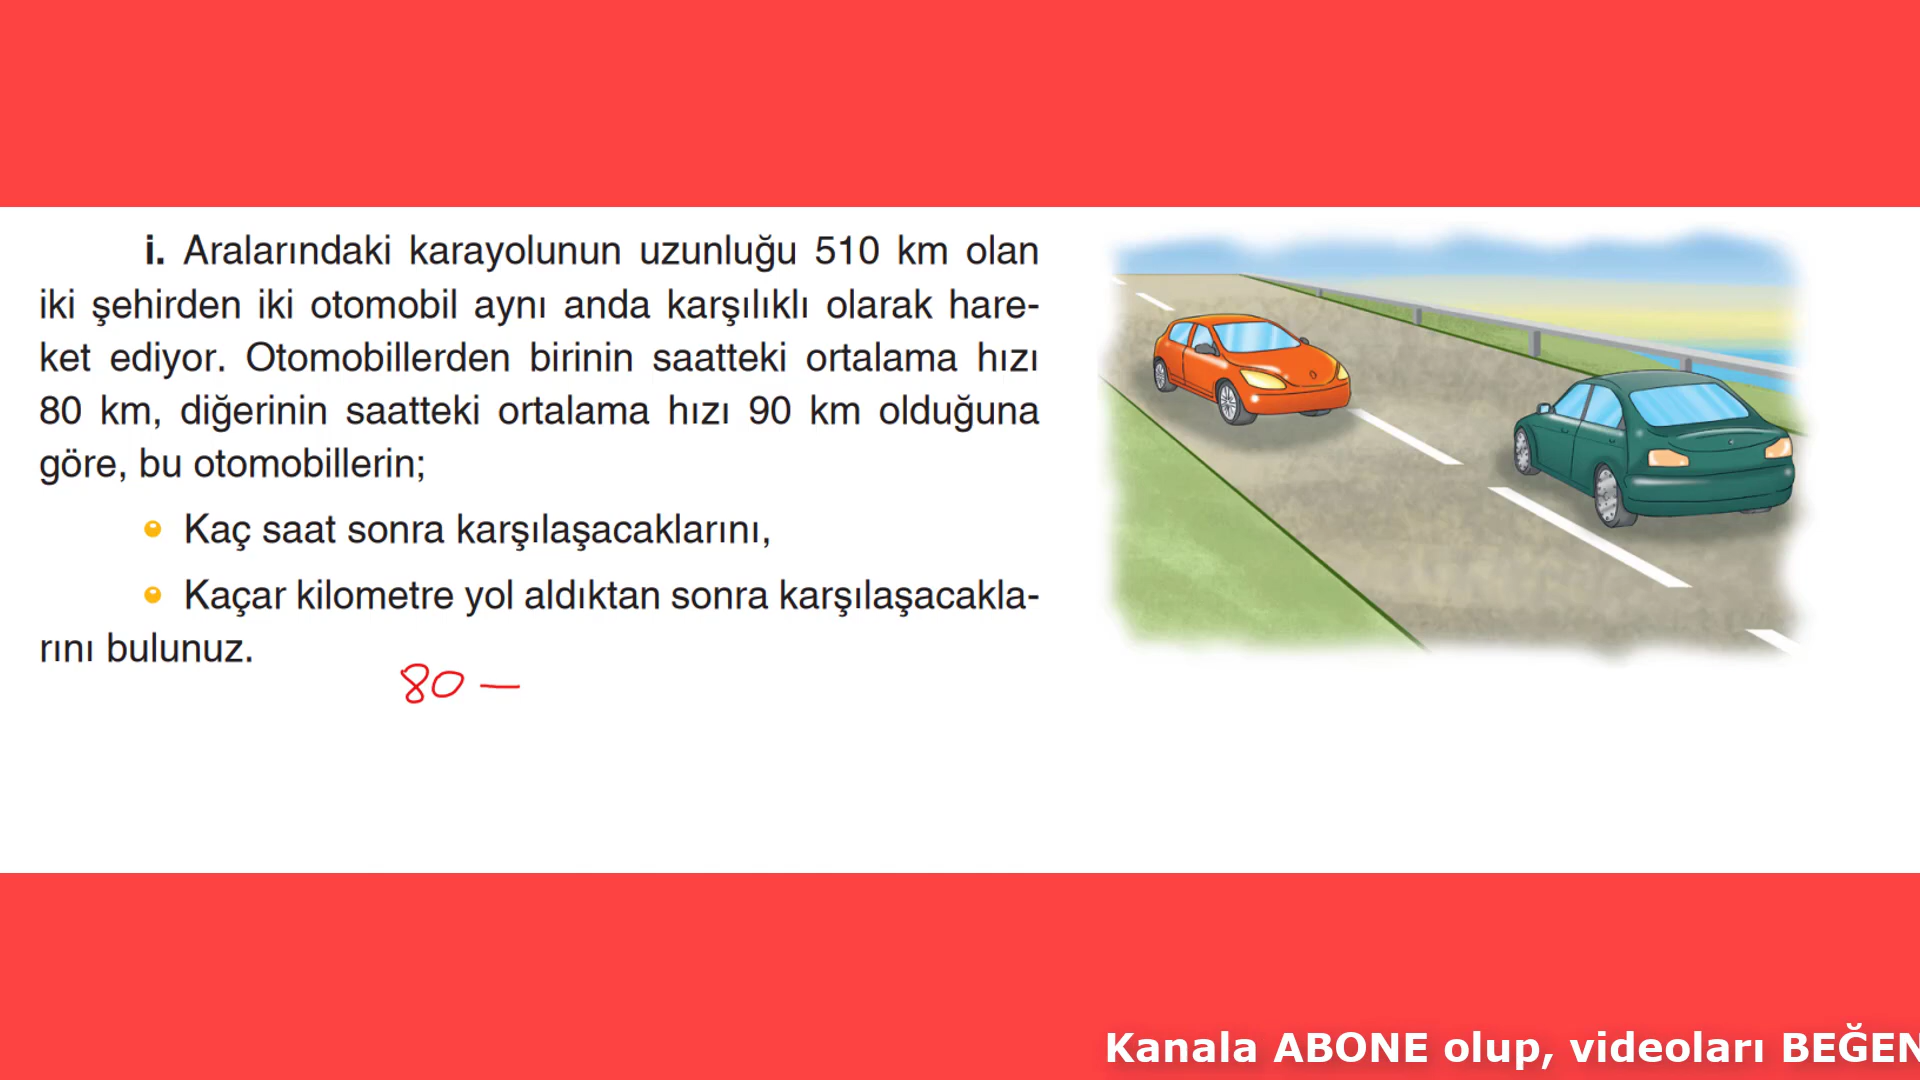 i. Aralarındaki karayolunun uzunluğu 510 km olan
iki şehirden iki otomobil aynı anda karşılıklı olarak hare-
ket ediyor. Otomobillerden birinin saatteki ortalama hızı
80 km, diğerinin saatteki ortalama hızı 90 km olduğuna
göre, bu otomobillerin;
• Kaç saat sonra karşılaşacaklarını,
• Kaçar kilometre yol aldıktan sonra karşılaşacakla-
rını bulunuz.
80 —
Kanala ABONE olup, videoları BEĞEN